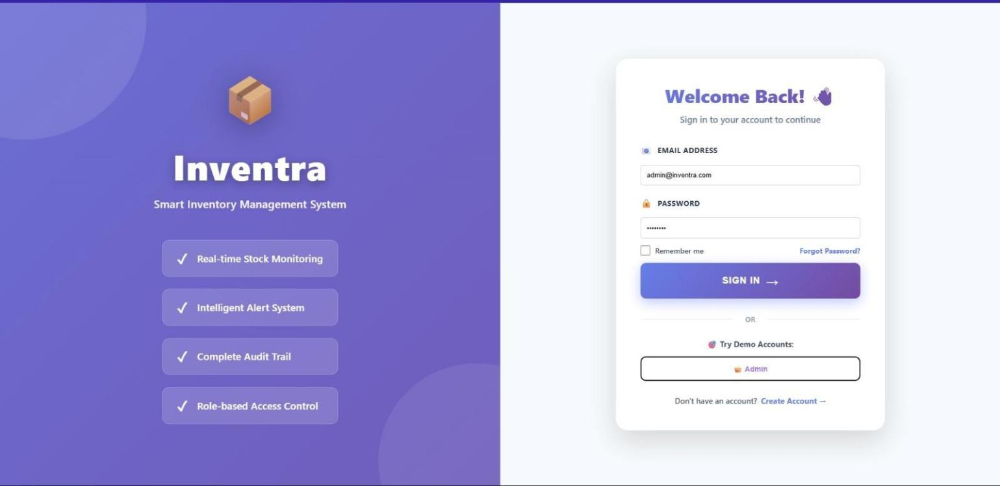 Inventra
Smart Inventory Management System
✓ Real-time Stock Monitoring
✓ Intelligent Alert System
✓ Complete Audit Trail
✓ Role-based Access Control
Welcome Back! 👋
Sign in to your account to continue
📧 EMAIL ADDRESS
admin@inventra.com
🔒 PASSWORD
••••••••
Remember me
Forgot Password?
SIGN IN →
OR
🎯 Try Demo Accounts:
👑 Admin
Don't have an account? Create Account →